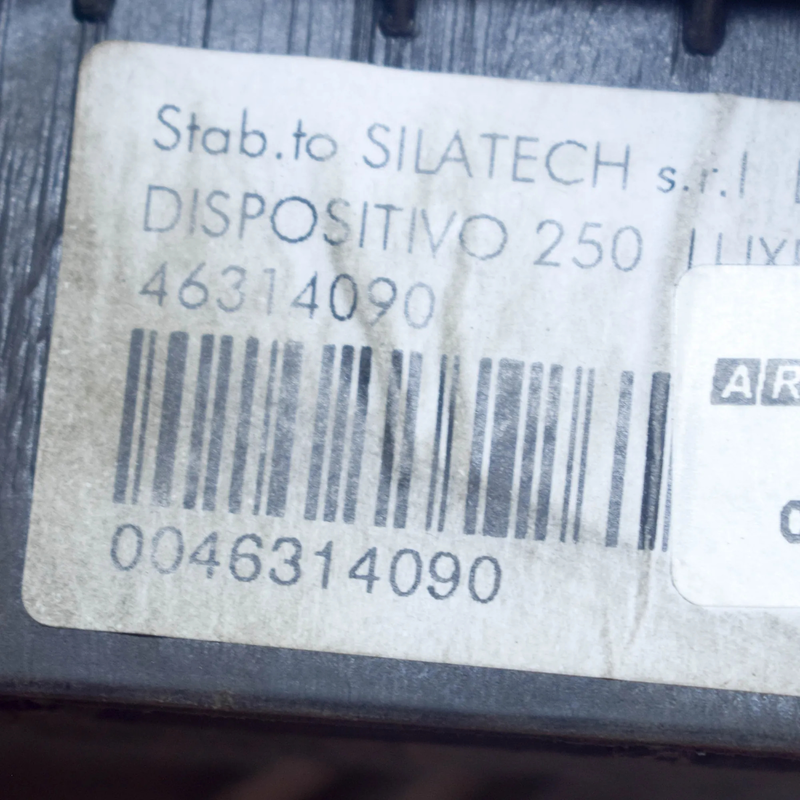 Stab.to SILATECH s.r.l
DISPOSITIVO 250
46314090
0046314090